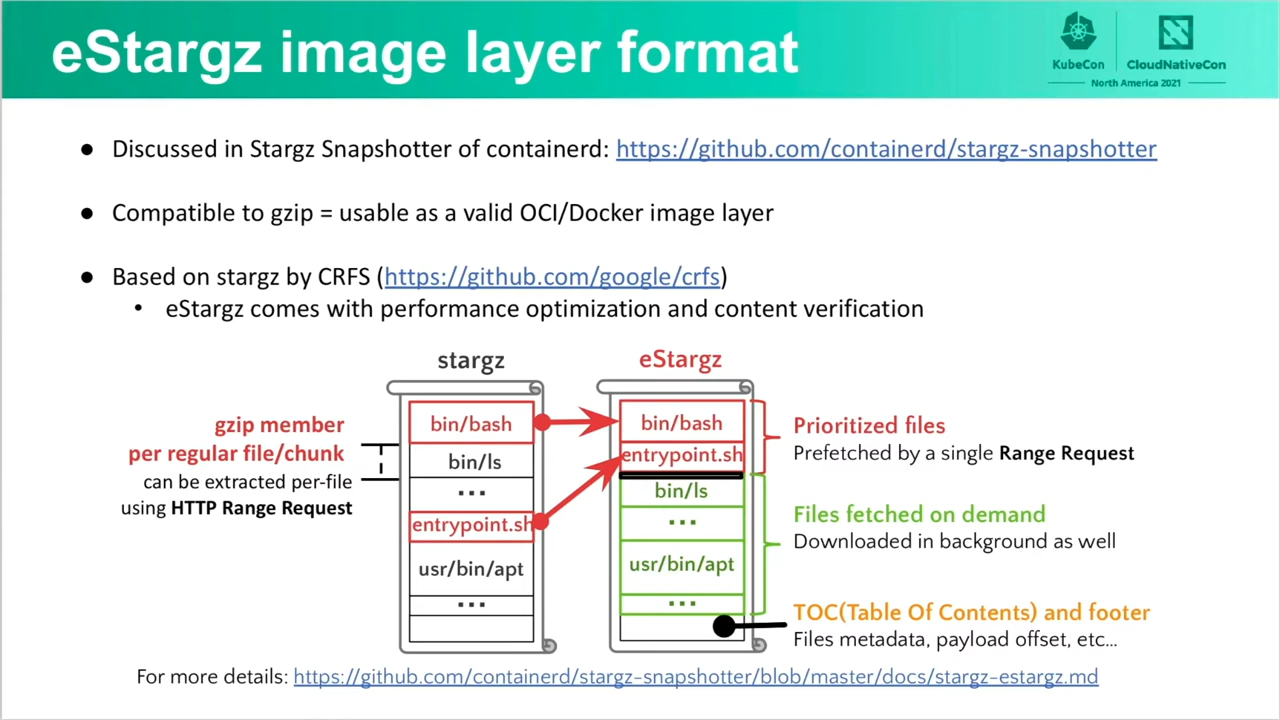 eStargz image layer format
KubeCon
CloudNativeCon
North America 2021
● Discussed in Stargz Snapshotter of containerd: https://github.com/containerd/stargz-snapshotter
● Compatible to gzip = usable as a valid OCI/Docker image layer
● Based on stargz by CRFS (https://github.com/google/crfs)
• eStargz comes with performance optimization and content verification
stargz
bin/bash
bin/ls
...
entrypoint.sh
usr/bin/apt
...
gzip member
per regular file/chunk
can be extracted per-file
using HTTP Range Request
eStargz
bin/bash
entrypoint.sh
bin/ls
...
usr/bin/apt
...
Prioritized files
Prefetched by a single Range Request
Files fetched on demand
Downloaded in background as well
TOC(Table Of Contents) and footer
Files metadata, payload offset, etc...
For more details: https://github.com/containerd/stargz-snapshotter/blob/master/docs/stargz-estargz.md